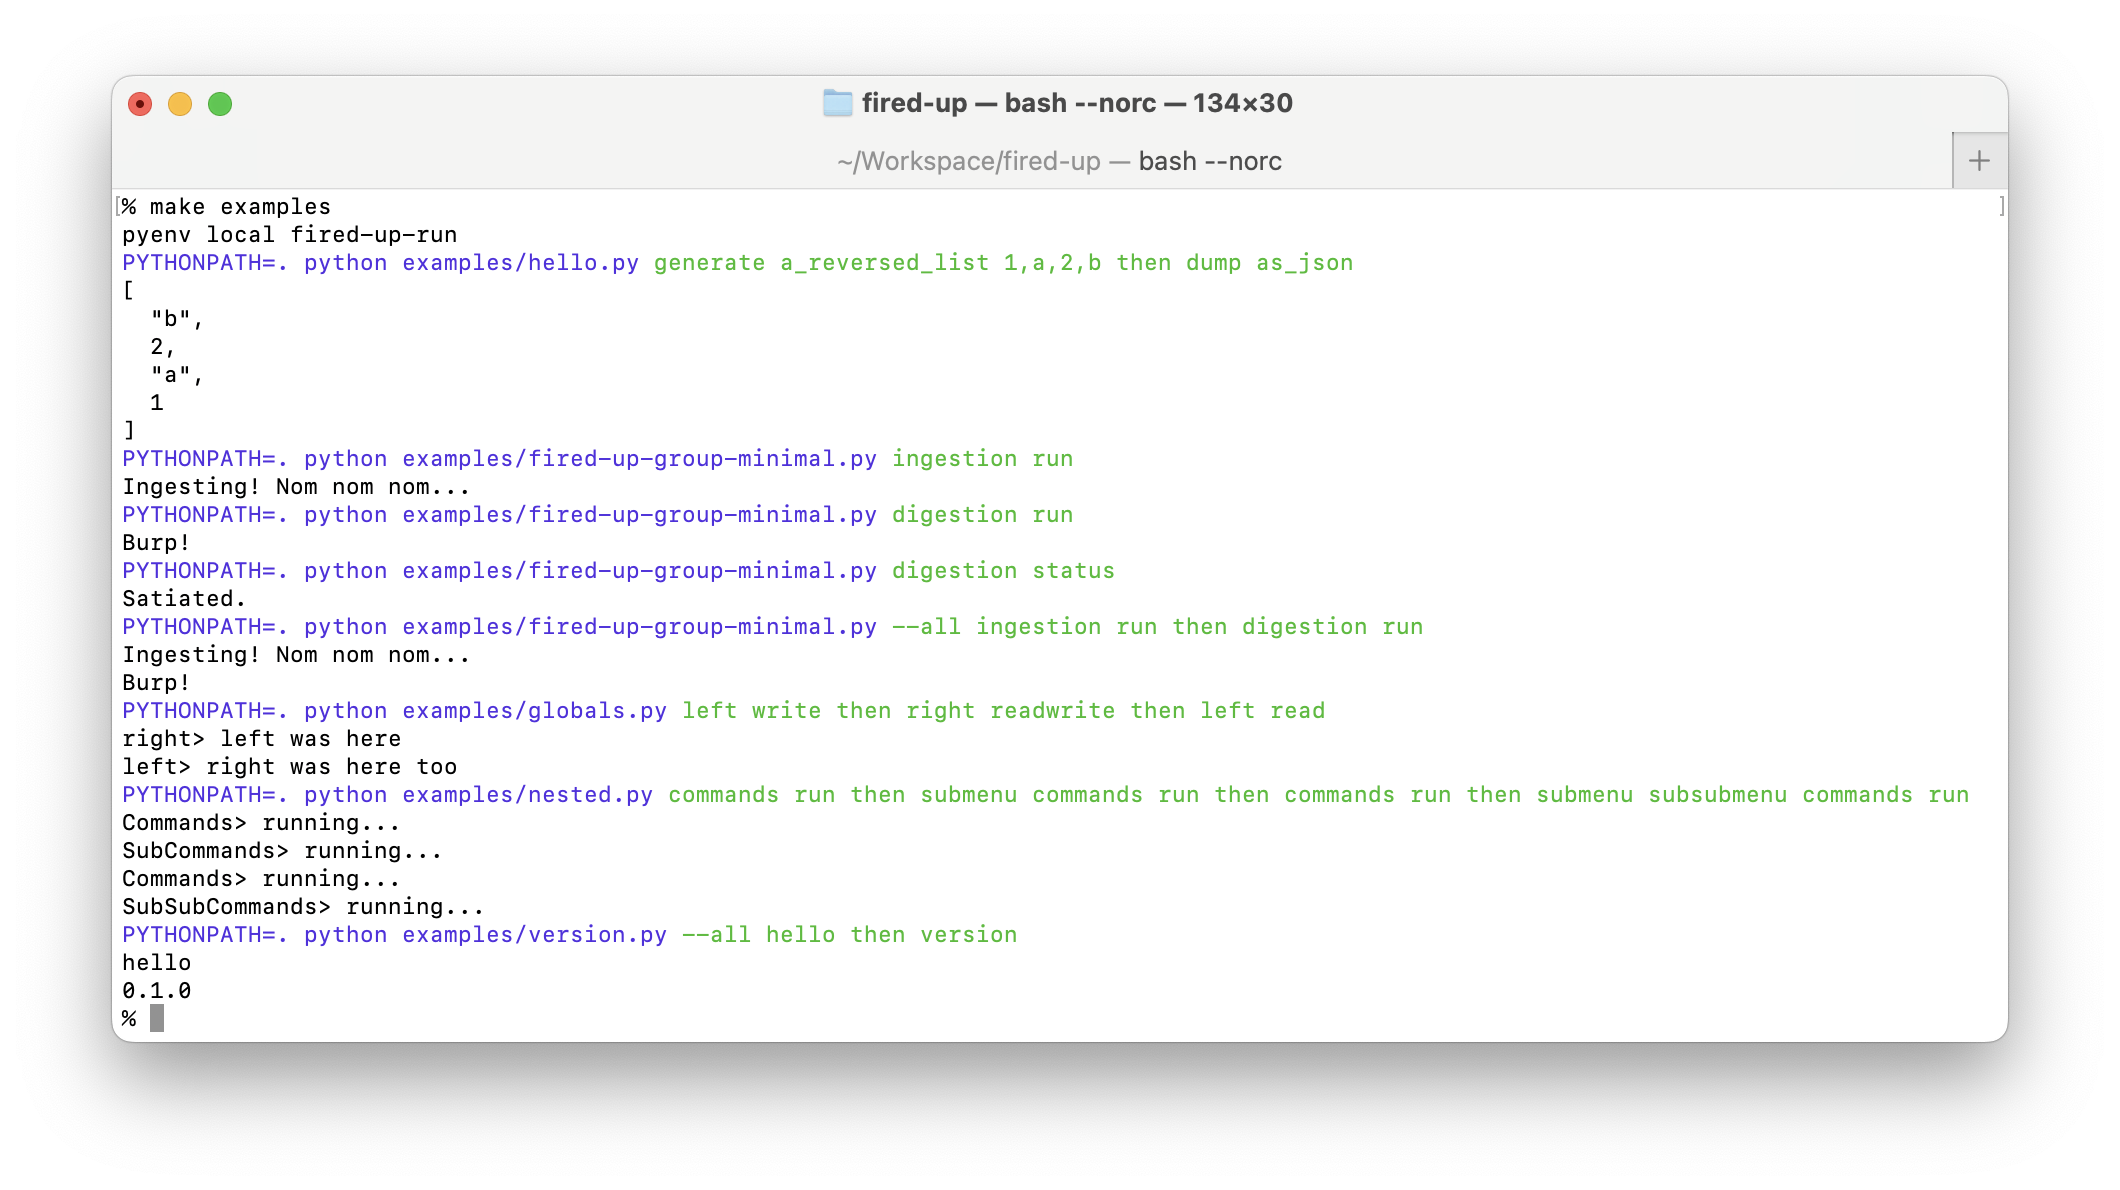 fired-up — bash --norc — 134×30
~/Workspace/fired-up — bash --norc
+
[% make examples ]
pyenv local fired-up-run
PYTHONPATH=. python examples/hello.py generate a_reversed_list 1,a,2,b then dump as_json
[
  "b",
  2,
  "a",
  1
]
PYTHONPATH=. python examples/fired-up-group-minimal.py ingestion run
Ingesting! Nom nom nom...
PYTHONPATH=. python examples/fired-up-group-minimal.py digestion run
Burp!
PYTHONPATH=. python examples/fired-up-group-minimal.py digestion status
Satiated.
PYTHONPATH=. python examples/fired-up-group-minimal.py --all ingestion run then digestion run
Ingesting! Nom nom nom...
Burp!
PYTHONPATH=. python examples/globals.py left write then right readwrite then left read
right> left was here
left> right was here too
PYTHONPATH=. python examples/nested.py commands run then submenu commands run then commands run then submenu subsubmenu commands run
Commands> running...
SubCommands> running...
Commands> running...
SubSubCommands> running...
PYTHONPATH=. python examples/version.py --all hello then version
hello
0.1.0
%